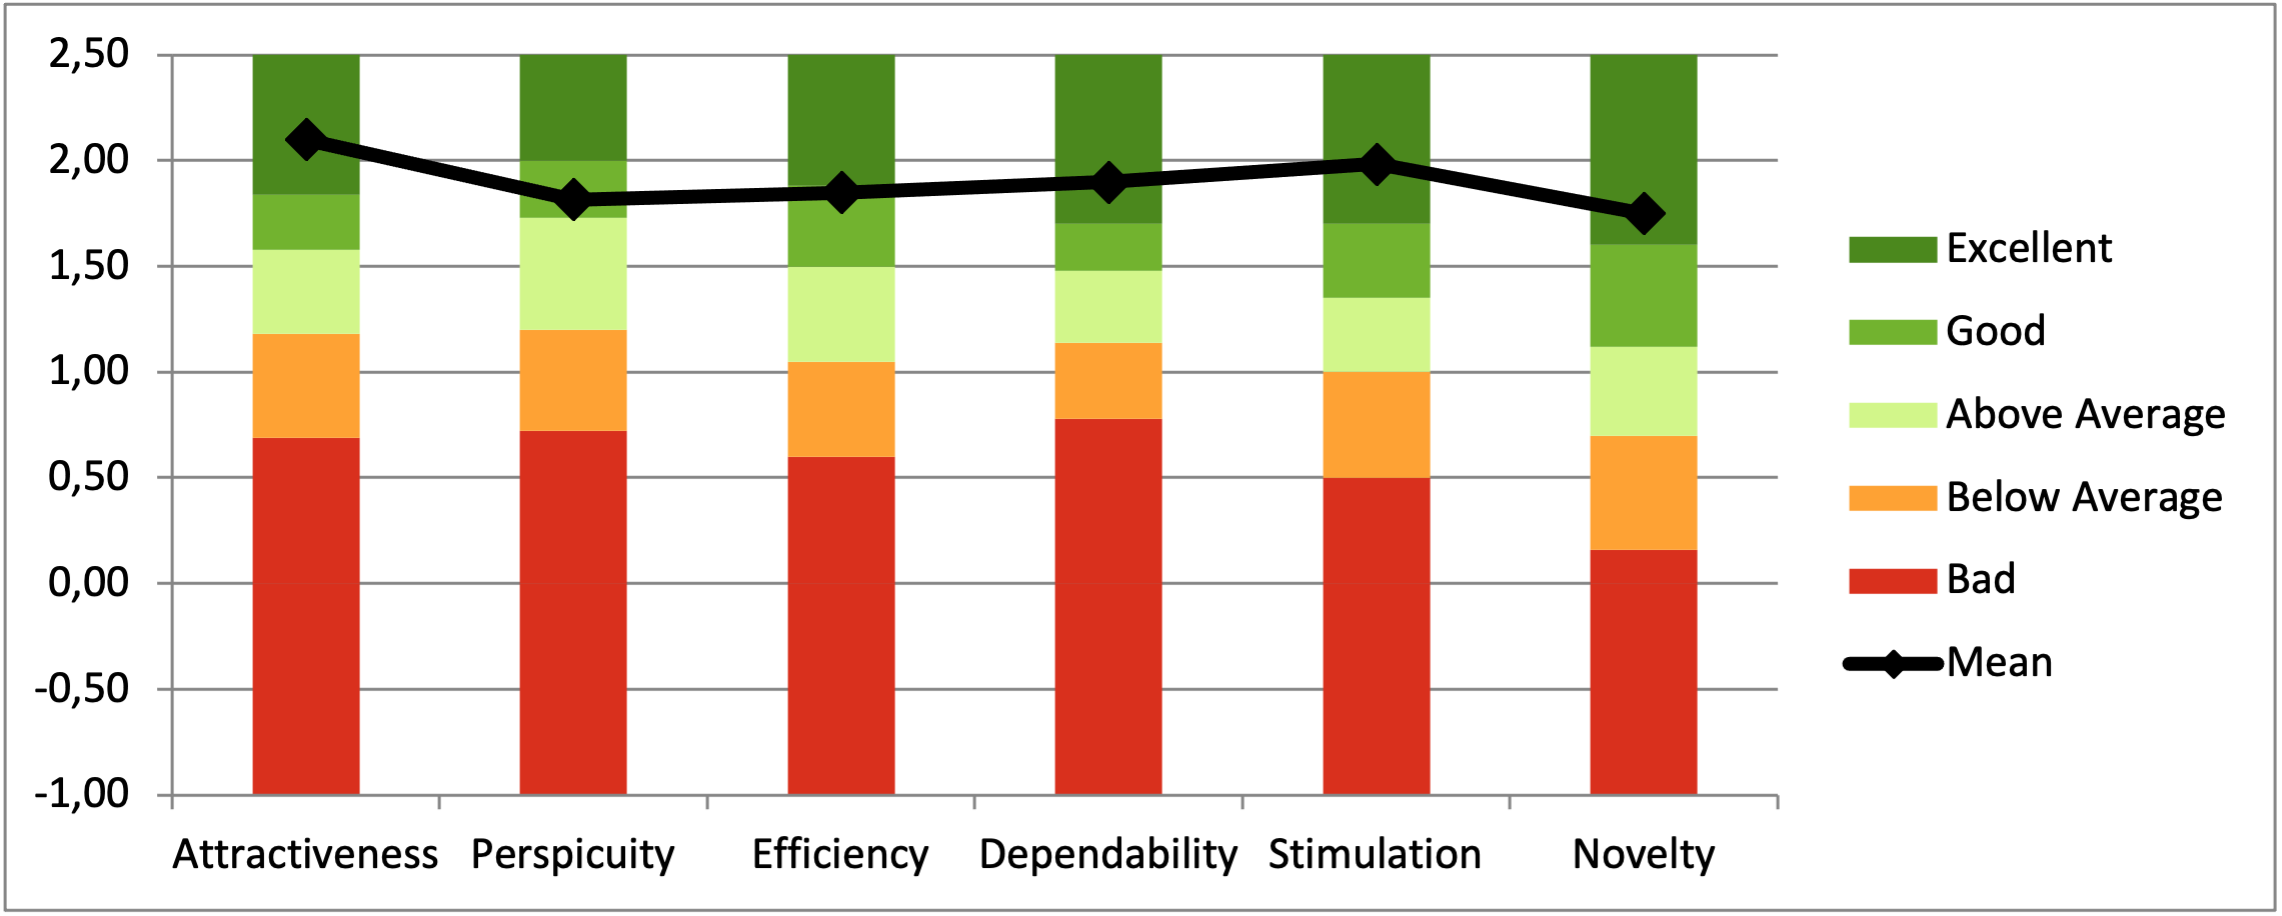 2,50
2,00
1,50
1,00
0,50
0,00
-0,50
-1,00
Attractiveness Perspicuity Efficiency Dependability Stimulation Novelty
Excellent
Good
Above Average
Below Average
Bad
Mean